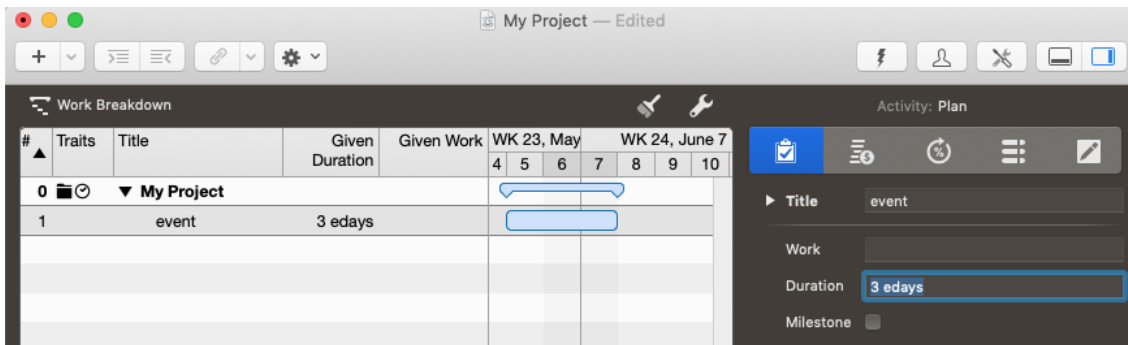 My Project — Edited
Work Breakdown
Activity: Plan
# Traits Title Given Duration Given Work WK 23, May WK 24, June 7
4 5 6 7 8 9 10
0 My Project
1 event 3 edays
Title event
Work
Duration 3 edays
Milestone